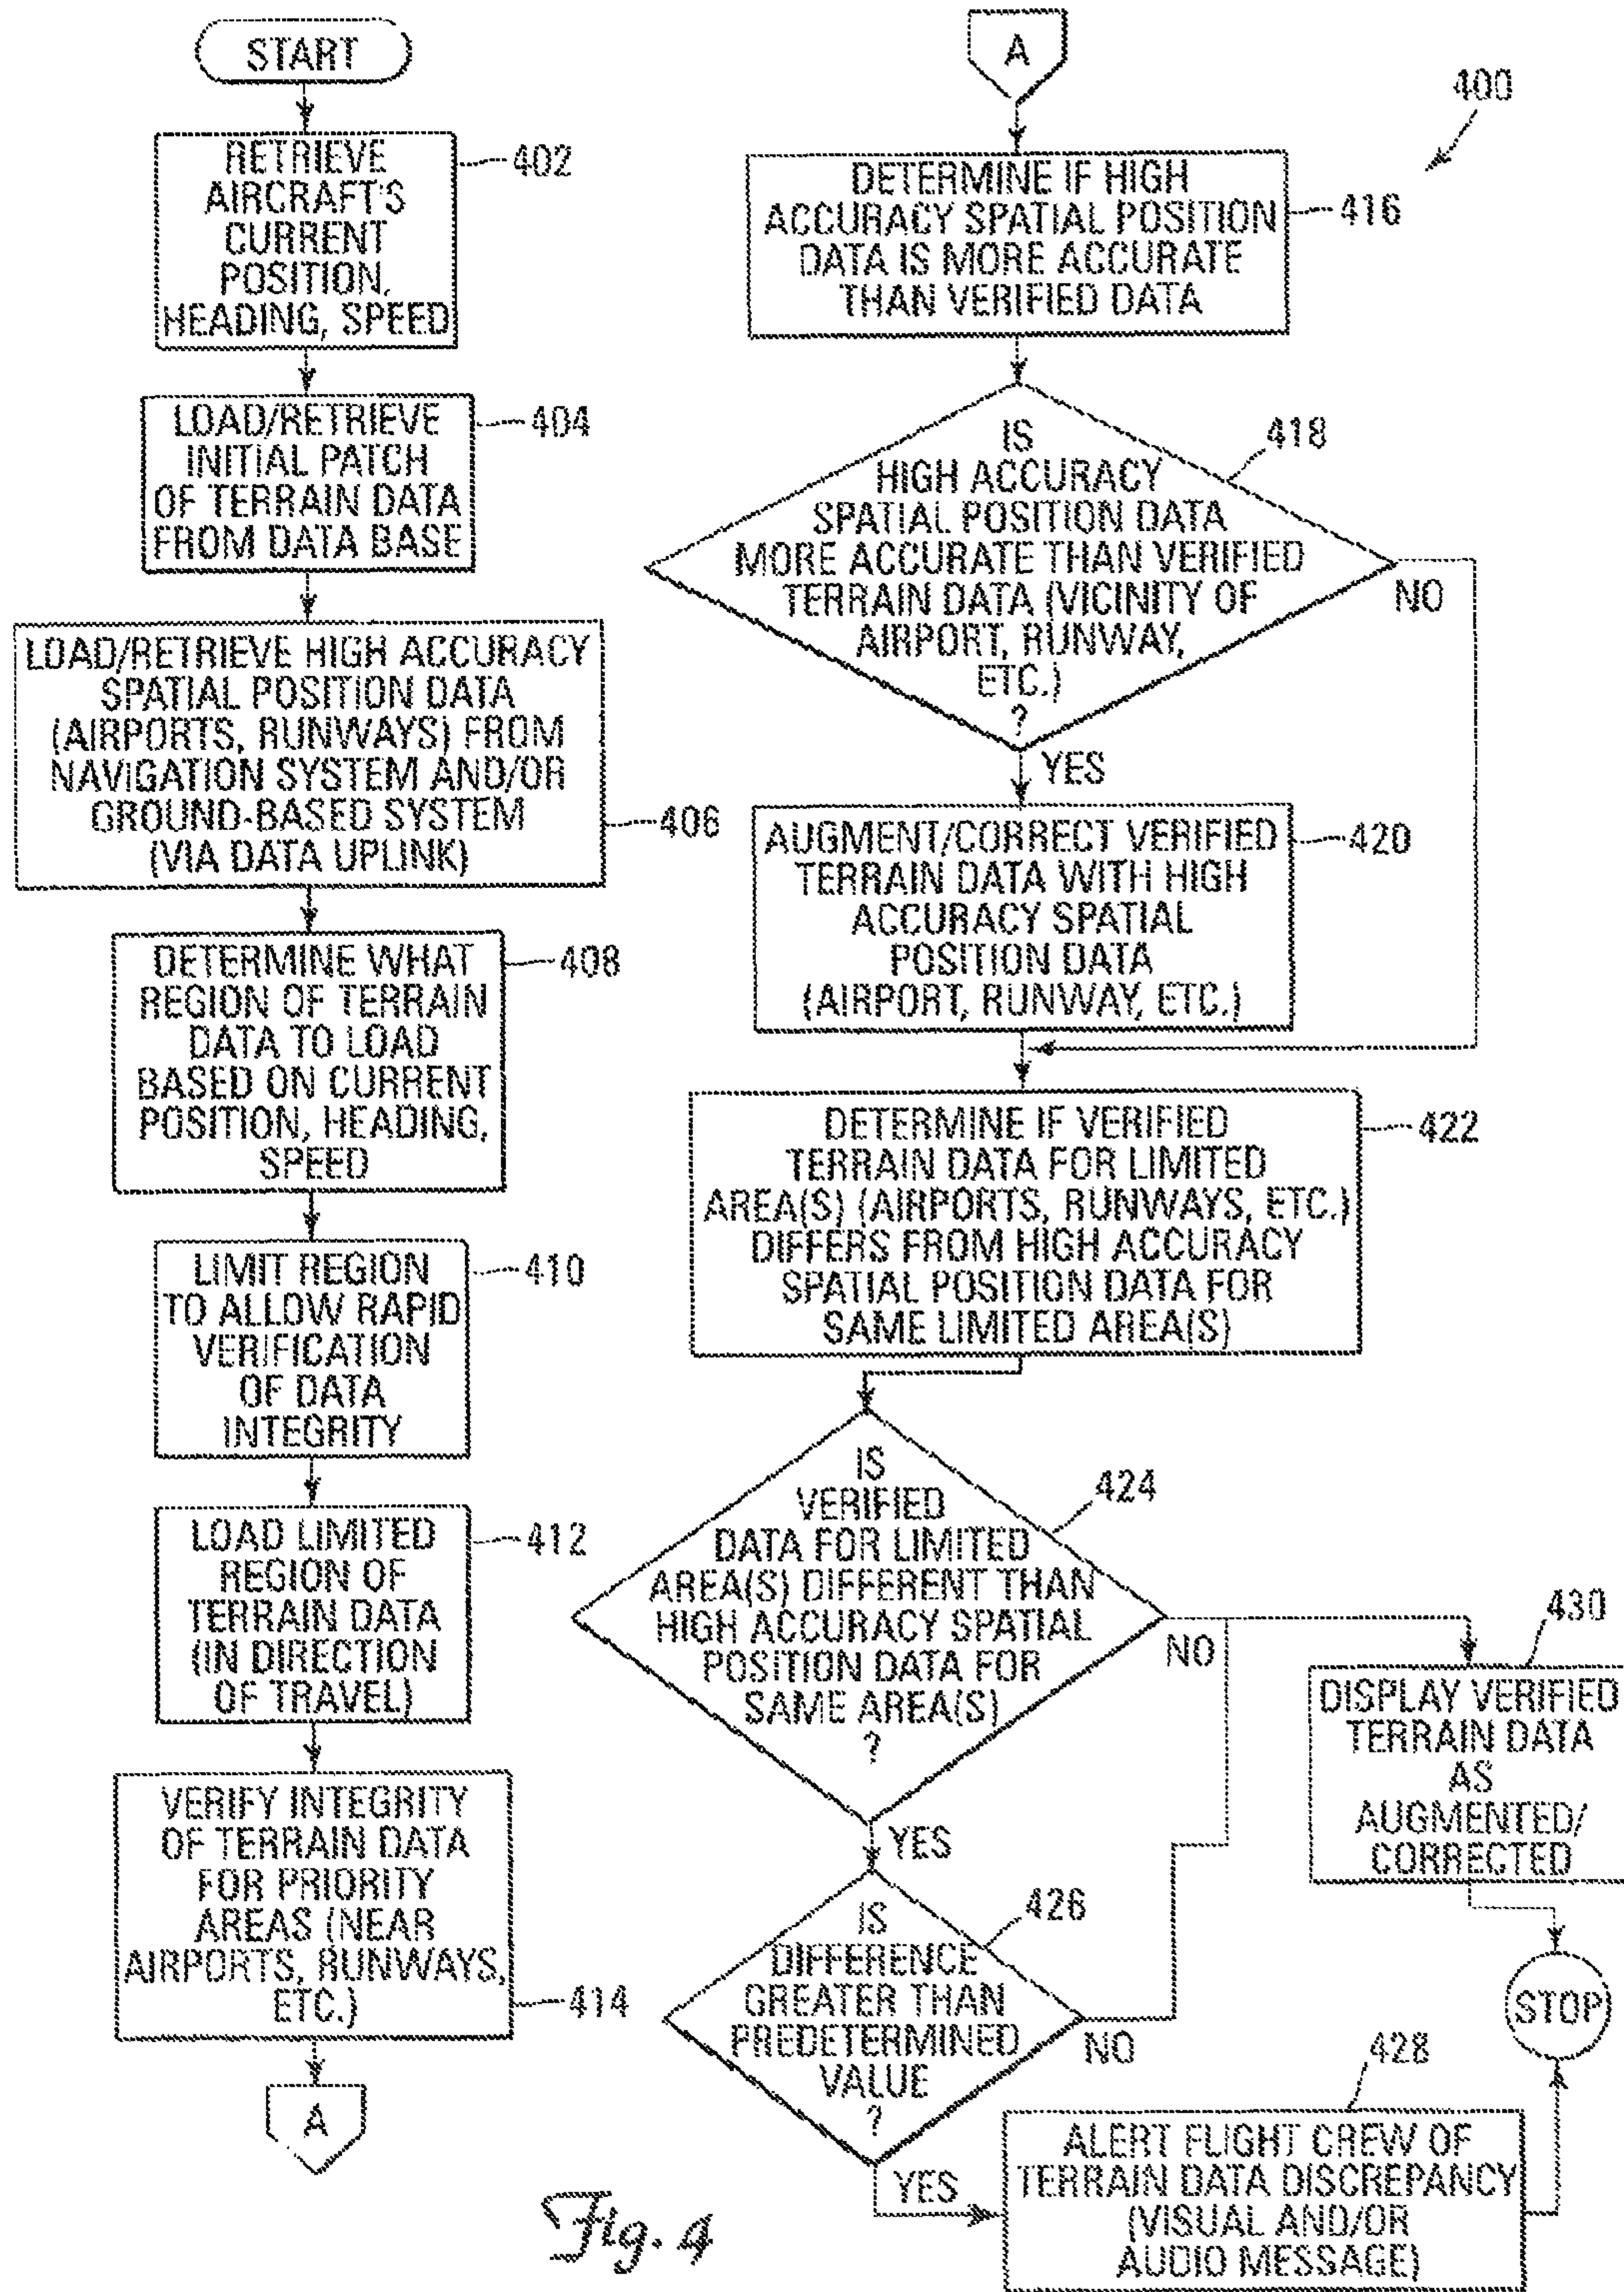 START
RETRIEVE
AIRCRAFT'S
CURRENT
POSITION,
HEADING, SPEED
402
LOAD/RETRIEVE
INITIAL PATCH
OF TERRAIN DATA
FROM DATA BASE
404
LOAD/RETRIEVE HIGH ACCURACY
SPATIAL POSITION DATA
(AIRPORTS, RUNWAYS) FROM
NAVIGATION SYSTEM AND/OR
GROUND-BASED SYSTEM
(VIA DATA UPLINK)
406
DETERMINE WHAT
REGION OF TERRAIN
DATA TO LOAD
BASED ON CURRENT
POSITION, HEADING,
SPEED
408
LIMIT REGION
TO ALLOW RAPID
VERIFICATION
OF DATA
INTEGRITY
410
LOAD LIMITED
REGION OF
TERRAIN DATA
(IN DIRECTION
OF TRAVEL)
412
VERIFY INTEGRITY
OF TERRAIN DATA
FOR PRIORITY
AREAS (NEAR
AIRPORTS, RUNWAYS,
ETC.)
414
A
A
400
DETERMINE IF HIGH
ACCURACY SPATIAL POSITION
DATA IS MORE ACCURATE
THAN VERIFIED DATA
416
IS
HIGH ACCURACY
SPATIAL POSITION DATA
MORE ACCURATE THAN VERIFIED
TERRAIN DATA (VICINITY OF
AIRPORT, RUNWAY,
ETC.)
?
418
NO
YES
AUGMENT/CORRECT VERIFIED
TERRAIN DATA WITH HIGH
ACCURACY SPATIAL
POSITION DATA
(AIRPORT, RUNWAY, ETC.)
420
DETERMINE IF VERIFIED
TERRAIN DATA FOR LIMITED
AREA(S) (AIRPORTS, RUNWAYS, ETC.)
DIFFERS FROM HIGH ACCURACY
SPATIAL POSITION DATA FOR
SAME LIMITED AREA(S)
422
IS
VERIFIED
DATA FOR LIMITED
AREA(S) DIFFERENT THAN
HIGH ACCURACY SPATIAL
POSITION DATA FOR
SAME AREA(S)
?
424
NO
YES
IS
DIFFERENCE
GREATER THAN
PREDETERMINED
VALUE
?
426
NO
YES
ALERT FLIGHT CREW OF
TERRAIN DATA DISCREPANCY
(VISUAL AND/OR
AUDIO MESSAGE)
428
430
DISPLAY VERIFIED
TERRAIN DATA
AS
AUGMENTED/
CORRECTED
STOP
Fig. 4